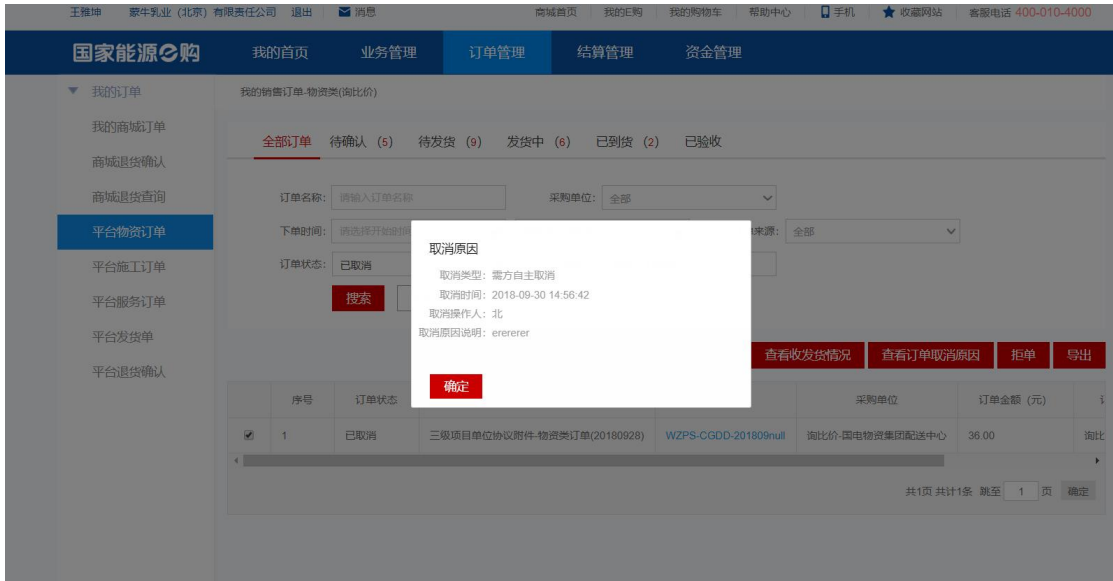 王雅坤 蒙牛乳业（北京）有限责任公司 退出 消息 商城首页 我的E购 我的购物车 帮助中心 手机 收藏网站 客服电话 400-010-4000
国家能源e购 我的首页 业务管理 订单管理 结算管理 资金管理
我的订单
我的销售订单-物资类(询比价)
我的商城订单
全部订单 待确认 (5) 待发货 (9) 发货中 (6) 已到货 (2) 已验收
商城退货确认
商城退货查询
订单名称: 请输入订单名称 采购单位: 全部
平台物资订单
下单时间: 请选择开始时间 来源: 全部
平台施工订单
订单状态: 已取消
平台服务订单
搜索
取消原因
取消类型: 需方自主取消
取消时间: 2018-09-30 14:56:42
取消操作人: 北
取消原因说明: erererer
确定
平台发货单
平台退货确认
查看收发货情况 查看订单取消原因 拒单 导出
序号 订单状态 采购单位 订单金额（元）
1 已取消 三级项目单位协议附件-物资类订单(20180928) WZPS-CGDD-201809null 询比价-国电物资集团配送中心 36.00 询比
共1页 共计1条 跳至 1 页 确定